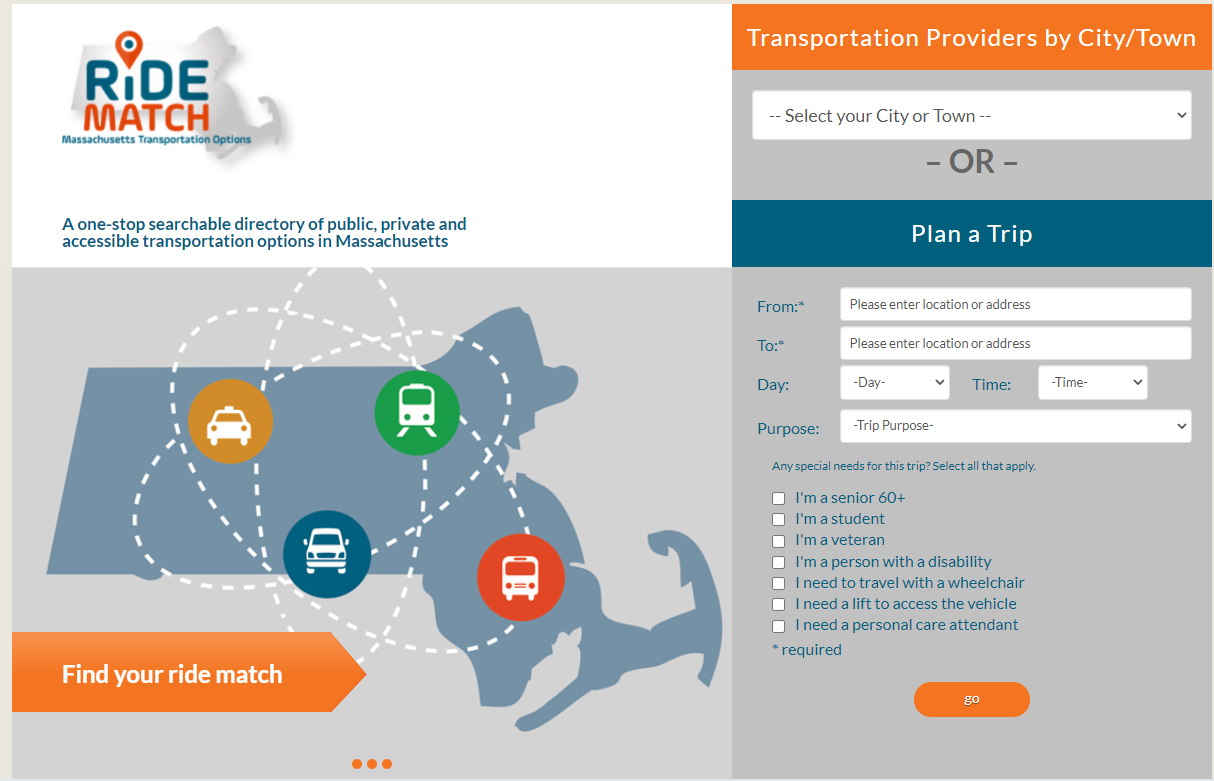 RiDE
MATCH
Massachusetts Transportation Options
A one-stop searchable directory of public, private and
accessible transportation options in Massachusetts
Find your ride match
Transportation Providers by City/Town
-- Select your City or Town --
– OR –
Plan a Trip
From:* Please enter location or address
To:* Please enter location or address
Day: -Day- Time: -Time-
Purpose: -Trip Purpose-
Any special needs for this trip? Select all that apply.
I'm a senior 60+
I'm a student
I'm a veteran
I'm a person with a disability
I need to travel with a wheelchair
I need a lift to access the vehicle
I need a personal care attendant
* required
go